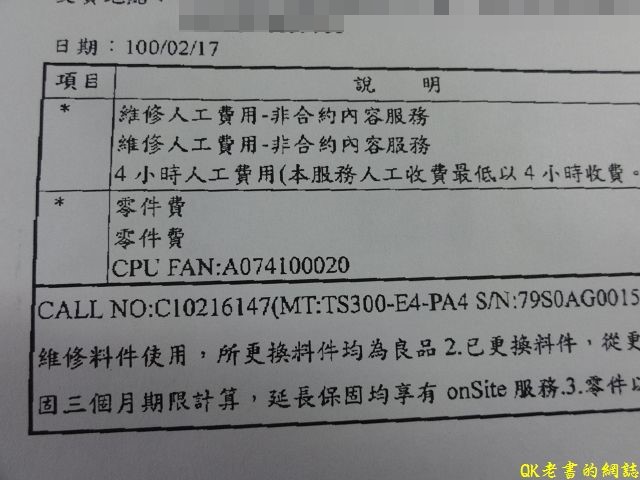 日期：100/02/17
項目 說 明
* 維修人工費用-非合約內容服務
維修人工費用-非合約內容服務
4 小時人工費用(本服務人工收費最低以 4 小時收費。
* 零件費
零件費
CPU FAN:A074100020
CALL NO:C10216147(MT:TS300-E4-PA4 S/N:79S0AG0015
維修料件使用，所更換料件均為良品 2.已更換料件，從更
固三個月期限計算，延長保固均享有 onSite 服務.3.零件以
QK老書的網誌